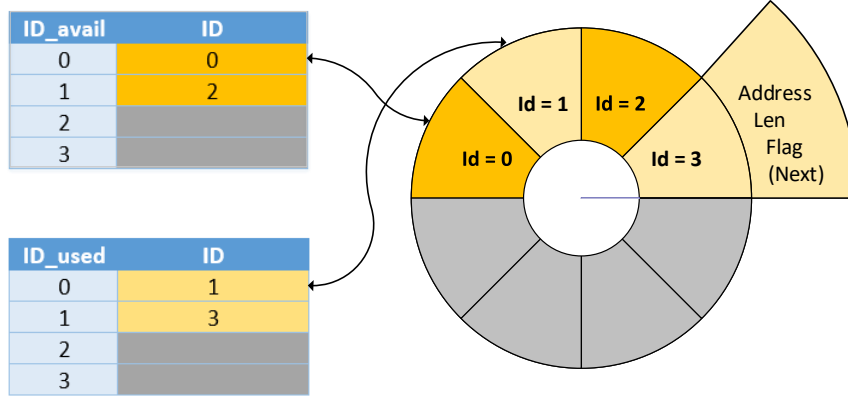 ID_avail ID
0 0
1 2
2
3
ID_used ID
0 1
1 3
2
3
Id = 0
Id = 1
Id = 2
Id = 3
Address
Len
Flag
(Next)